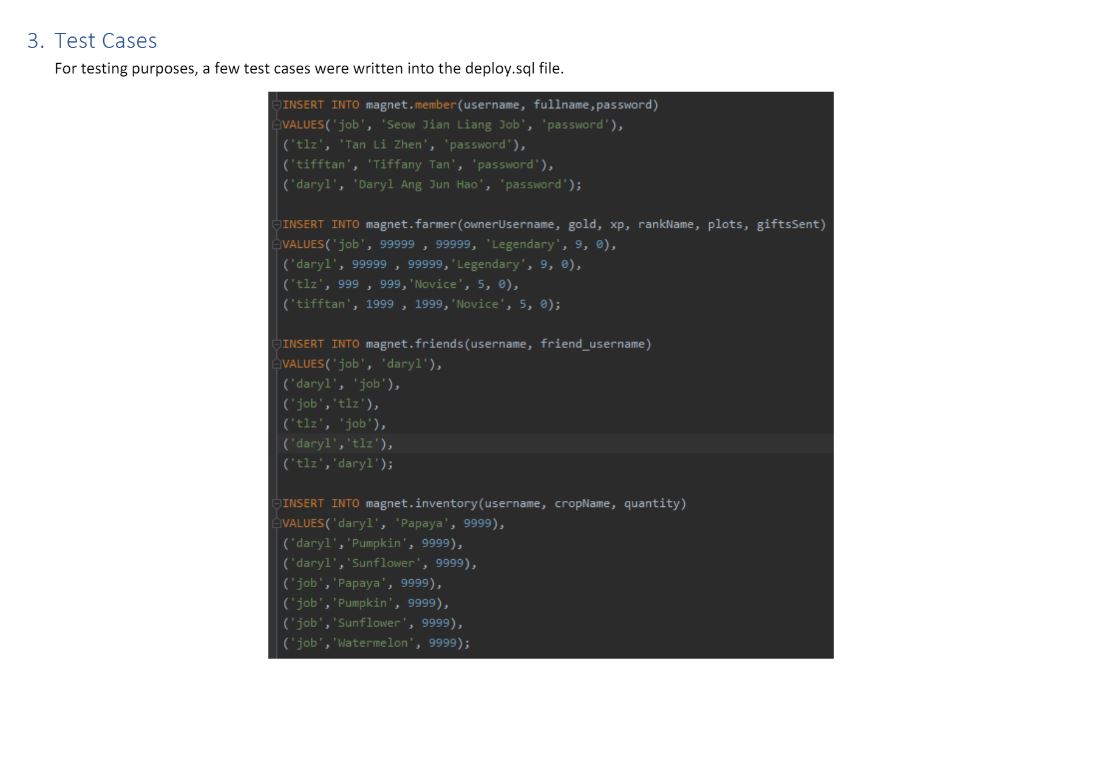 3. Test Cases
For testing purposes, a few test cases were written into the deploy.sql file.
INSERT INTO magnet.member(username, fullname,password)
VALUES('job', 'Seow Jian Liang Job', 'password'),
('tlz', 'Tan Li Zhen', 'password'),
('tifftan', 'Tiffany Tan', 'password'),
('daryl', 'Daryl Ang Jun Hao', 'password');
INSERT INTO magnet.farmer(ownerUsername, gold, xp, rankName, plots, giftsSent)
VALUES('job', 99999 , 99999, 'Legendary', 9, 0),
('daryl', 99999 , 99999,'Legendary', 9, 0),
('tlz', 999 , 999,'Novice', 5, 0),
('tifftan', 1999 , 1999,'Novice', 5, 0);
INSERT INTO magnet.friends(username, friend_username)
VALUES('job', 'daryl'),
('daryl', 'job'),
('job','tlz'),
('tlz', 'job'),
('daryl','tlz'),
('tlz','daryl');
INSERT INTO magnet.inventory(username, cropName, quantity)
VALUES('daryl', 'Papaya', 9999),
('daryl','Pumpkin', 9999),
('daryl','Sunflower', 9999),
('job','Papaya', 9999),
('job','Pumpkin', 9999),
('job','Sunflower', 9999),
('job','Watermelon', 9999);